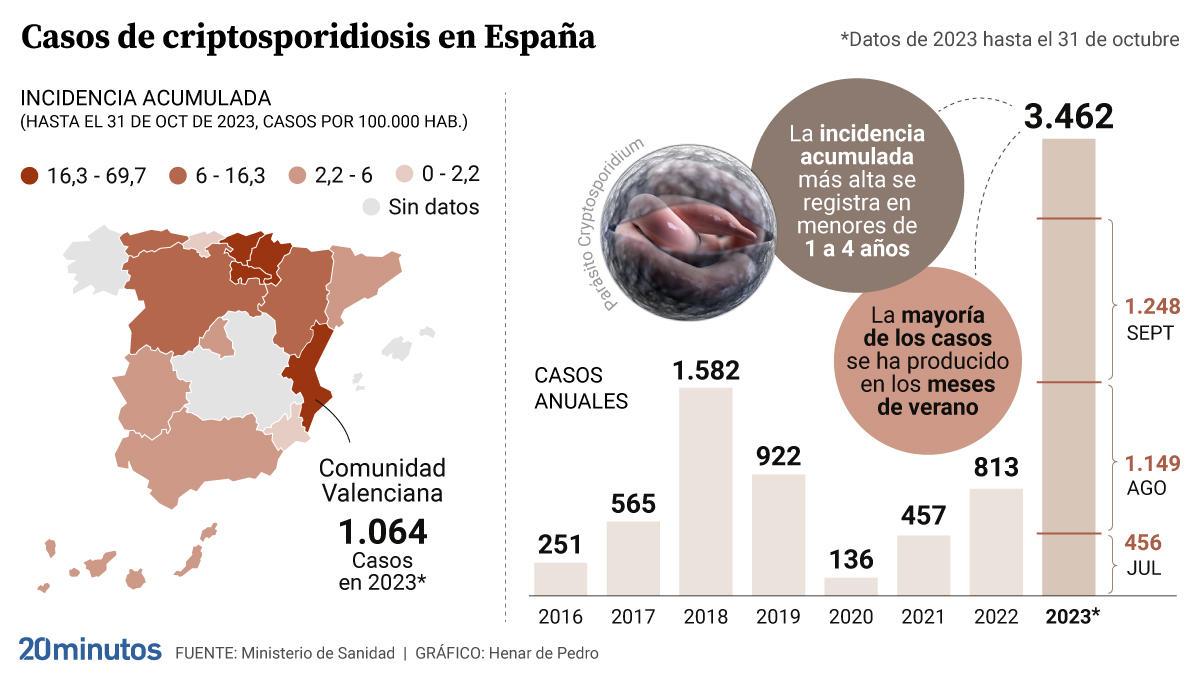 Casos de criptosporidiosis en España
*Datos de 2023 hasta el 31 de octubre
INCIDENCIA ACUMULADA
(HASTA EL 31 DE OCT DE 2023, CASOS POR 100.000 HAB.)
16,3 - 69,7
6 - 16,3
2,2 - 6
0 - 2,2
Sin datos
Comunidad
Valenciana
1.064
Casos
en 2023*
Parásito Cryptosporidium
La incidencia
acumulada
más alta se
registra en
menores de
1 a 4 años
La mayoría
de los casos
se ha producido
en los meses
de verano
CASOS
ANUALES
251
565
1.582
922
136
457
813
3.462
1.248
SEPT
1.149
AGO
456
JUL
2016
2017
2018
2019
2020
2021
2022
2023*
20minutos
FUENTE: Ministerio de Sanidad | GRÁFICO: Henar de Pedro